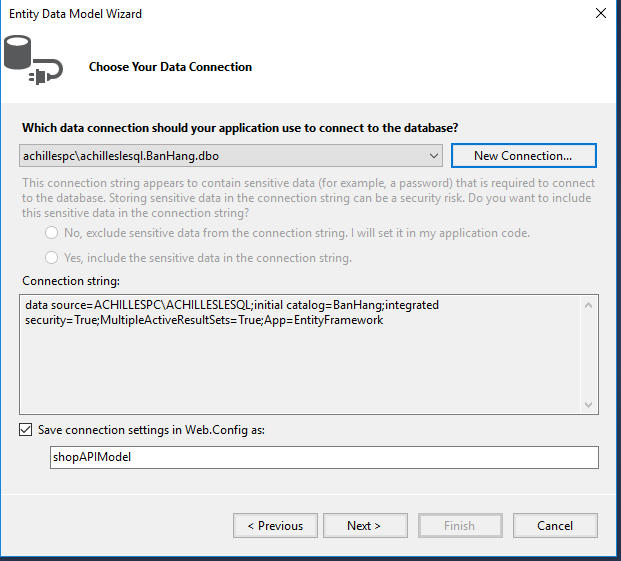 Entity Data Model Wizard
Choose Your Data Connection
Which data connection should your application use to connect to the database?
achillespc\achilleslesql.BanHang.dbo
New Connection...
This connection string appears to contain sensitive data (for example, a password) that is required to connect
to the database. Storing sensitive data in the connection string can be a security risk. Do you want to include
this sensitive data in the connection string?
No, exclude sensitive data from the connection string. I will set it in my application code.
Yes, include the sensitive data in the connection string.
Connection string:
data source=ACHILLESPC\ACHILLESLESQL;initial catalog=BanHang;integrated
security=True;MultipleActiveResultSets=True;App=EntityFramework
Save connection settings in Web.Config as:
shopAPIModel
< Previous
Next >
Finish
Cancel